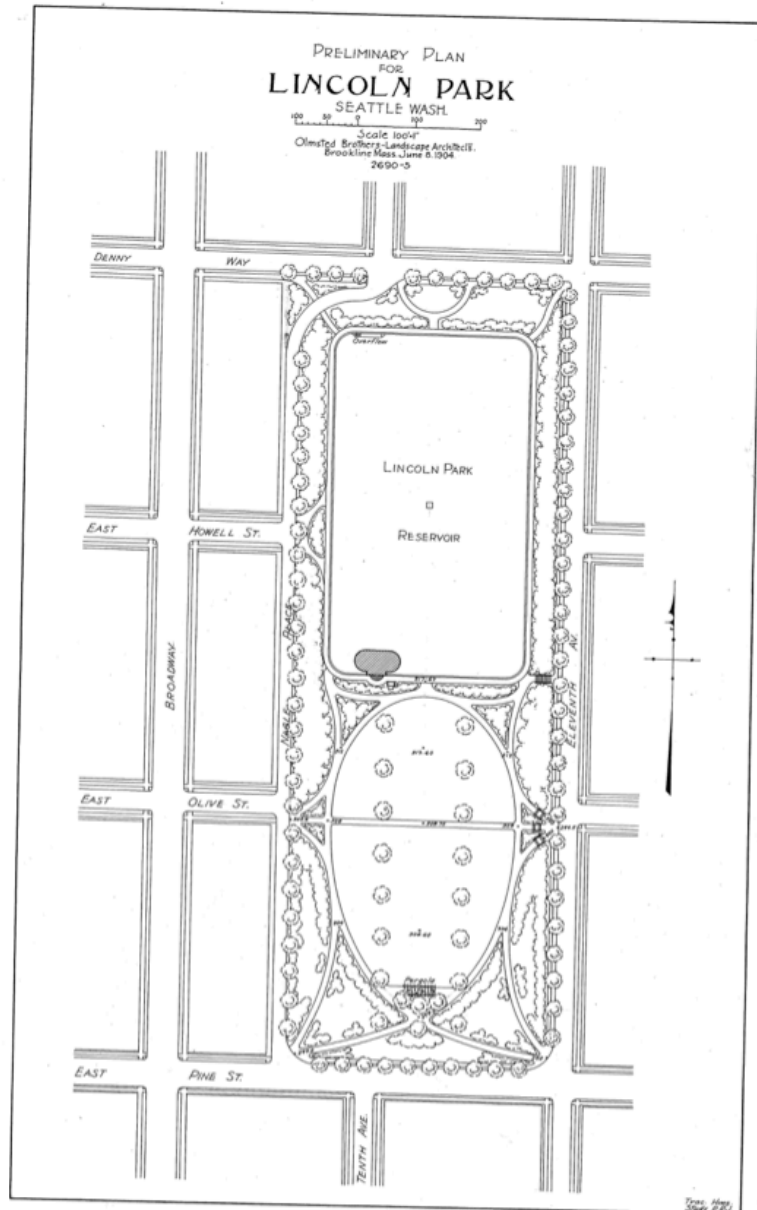 PRELIMINARY PLAN
FOR
LINCOLN PARK
SEATTLE WASH.
100 50 0 100 200
Scale 100'=1"
Olmsted Brothers-Landscape Architects.
Brookline Mass. June 8, 1904.
2690-5
DENNY WAY
Overflow
LINCOLN PARK
RESERVOIR
EAST HOWELL ST.
BROADWAY.
NAGLE PLACE
ELEVENTH AV.
EAST OLIVE ST.
Pergola
EAST PINE ST.
TENTH AVE.